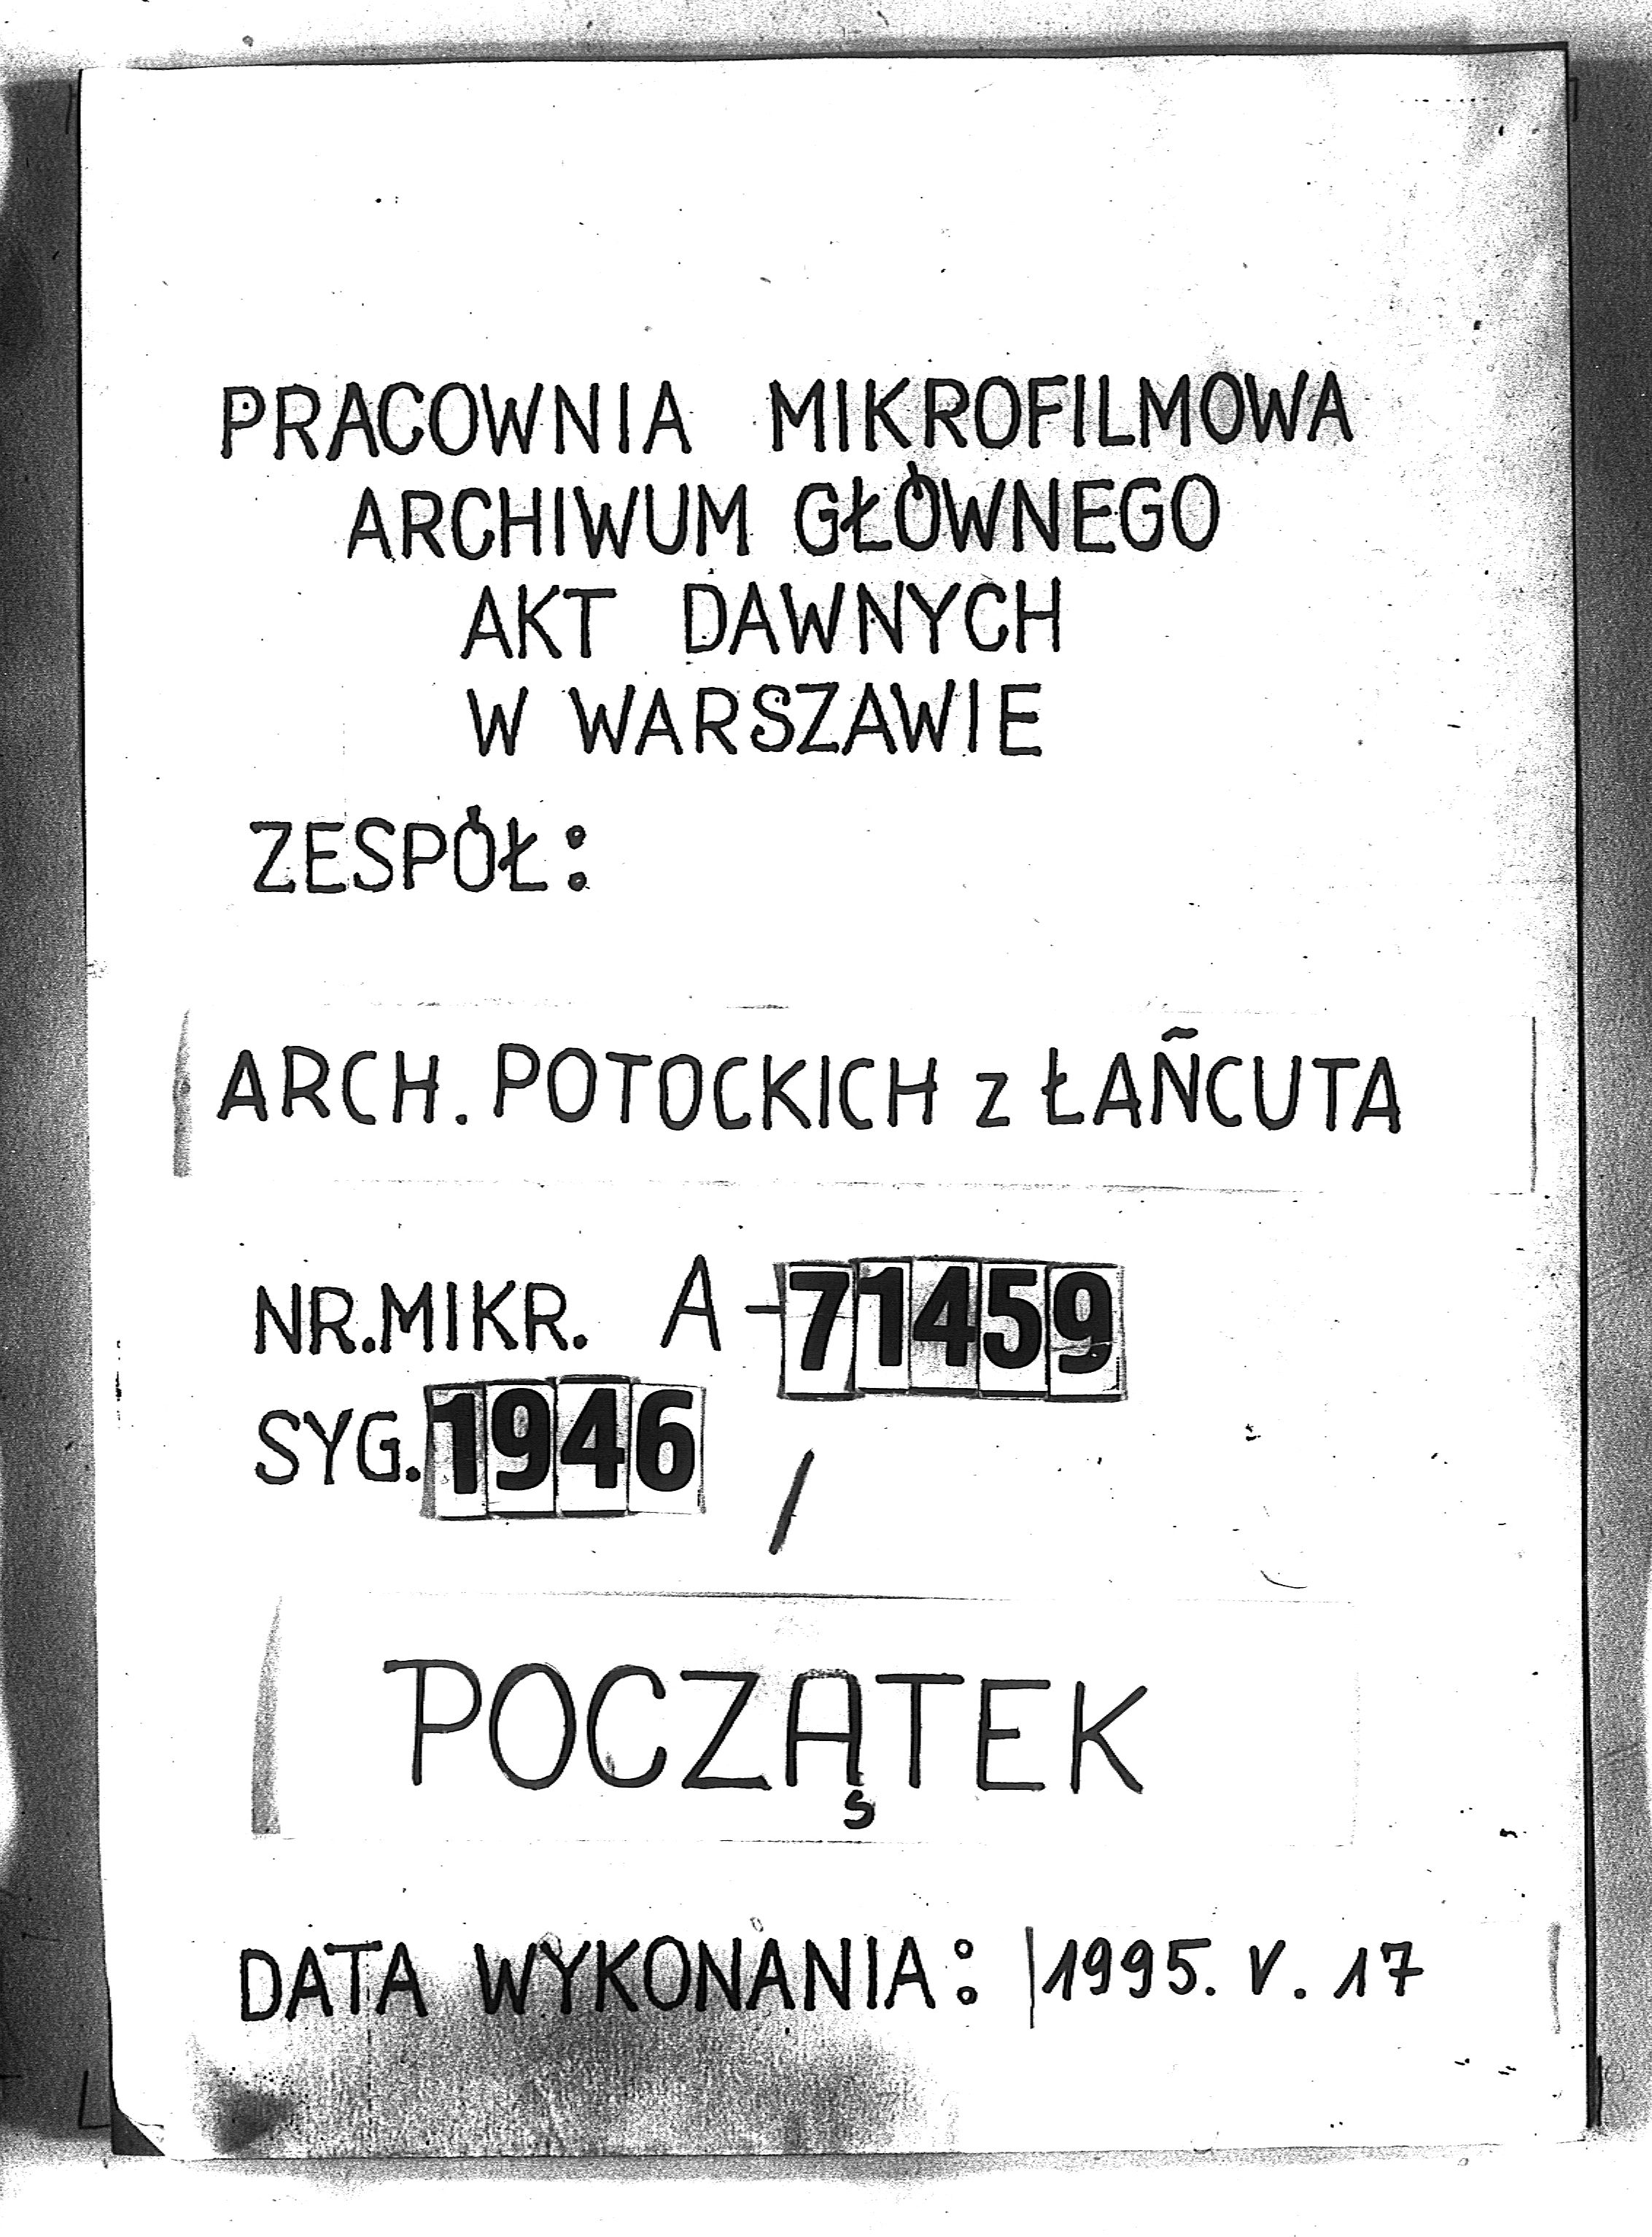 PRACOWNIA MIKROFILMOWA
ARCHIWUM GŁÓWNEGO
AKT DAWNYCH
W WARSZAWIE
ZESPÓŁ:
ARCH. POTOCKICH z ŁAŃCUTA
NR.MIKR. A-71459
SYG. 1946 /
POCZĄTEK
DATA WYKONANIA: 1995. V. 17